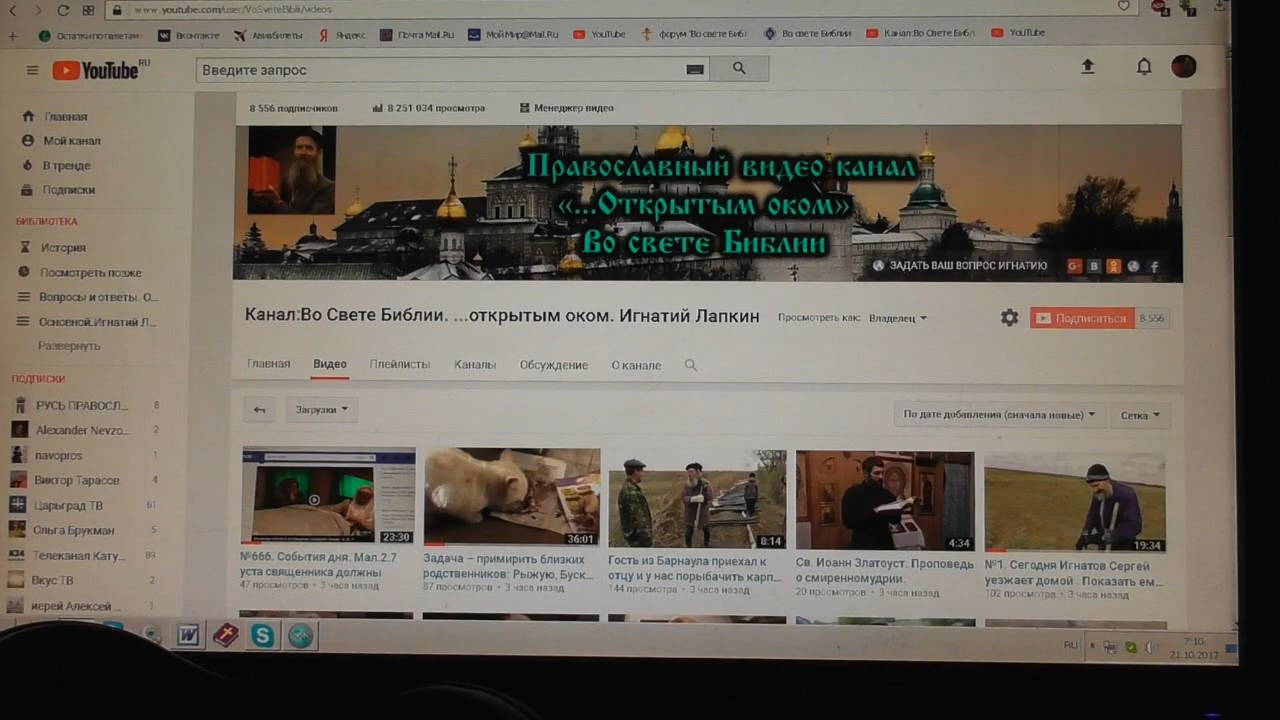 www.youtube.com/user/VoSveteBiblii/videos
Остатки по пакетам
Вконтакте
Авиабилеты
Яндекс
Почта Mail.Ru
Мой Мир@Mail.Ru
YouTube
форум "Во свете Библ
Во свете Библии
Канал:Во Свете Библ
YouTube
YouTube RU
Введите запрос
Главная
Мой канал
В тренде
Подписки
БИБЛИОТЕКА
История
Посмотреть позже
Вопросы и ответы. О...
Основной.Игнатий Л...
Развернуть
ПОДПИСКИ
РУСЬ ПРАВОСЛ... 8
Alexander Nevzo... 2
navopros 1
Виктор Тарасов 4
Царьград ТВ 61
Ольга Брукман 5
Телеканал Кату... 89
Вкус ТВ 2
иерей Алексей ... 1
8 556 подписчиков
8 251 034 просмотра
Менеджер видео
Православный видео канал
«...Открытым оком»
Во свете Библии
ЗАДАТЬ ВАШ ВОПРОС ИГНАТИЮ
Канал:Во Свете Библии. ...открытым оком. Игнатий Лапкин
Просмотреть как: Владелец
Подписаться 8 556
Главная Видео Плейлисты Каналы Обсуждение О канале
Загрузки
По дате добавления (сначала новые)
Сетка
23:30
№666. События дня. Мал.2:7
уста священника должны
47 просмотров • 3 часа назад
36:01
Задача – примирить близких
родственников: Рыжую, Буск...
87 просмотров • 3 часа назад
8:14
Гость из Барнаула приехал к
отцу и у нас порыбачить карп...
144 просмотра • 3 часа назад
4:34
Св. Иоанн Златоуст. Проповедь
о смиренномудрии.
20 просмотров • 3 часа назад
19:34
№1. Сегодня Игнатов Сергей
уезжает домой . Показать ем...
102 просмотра • 3 часа назад
RU
7:10
21.10.2017